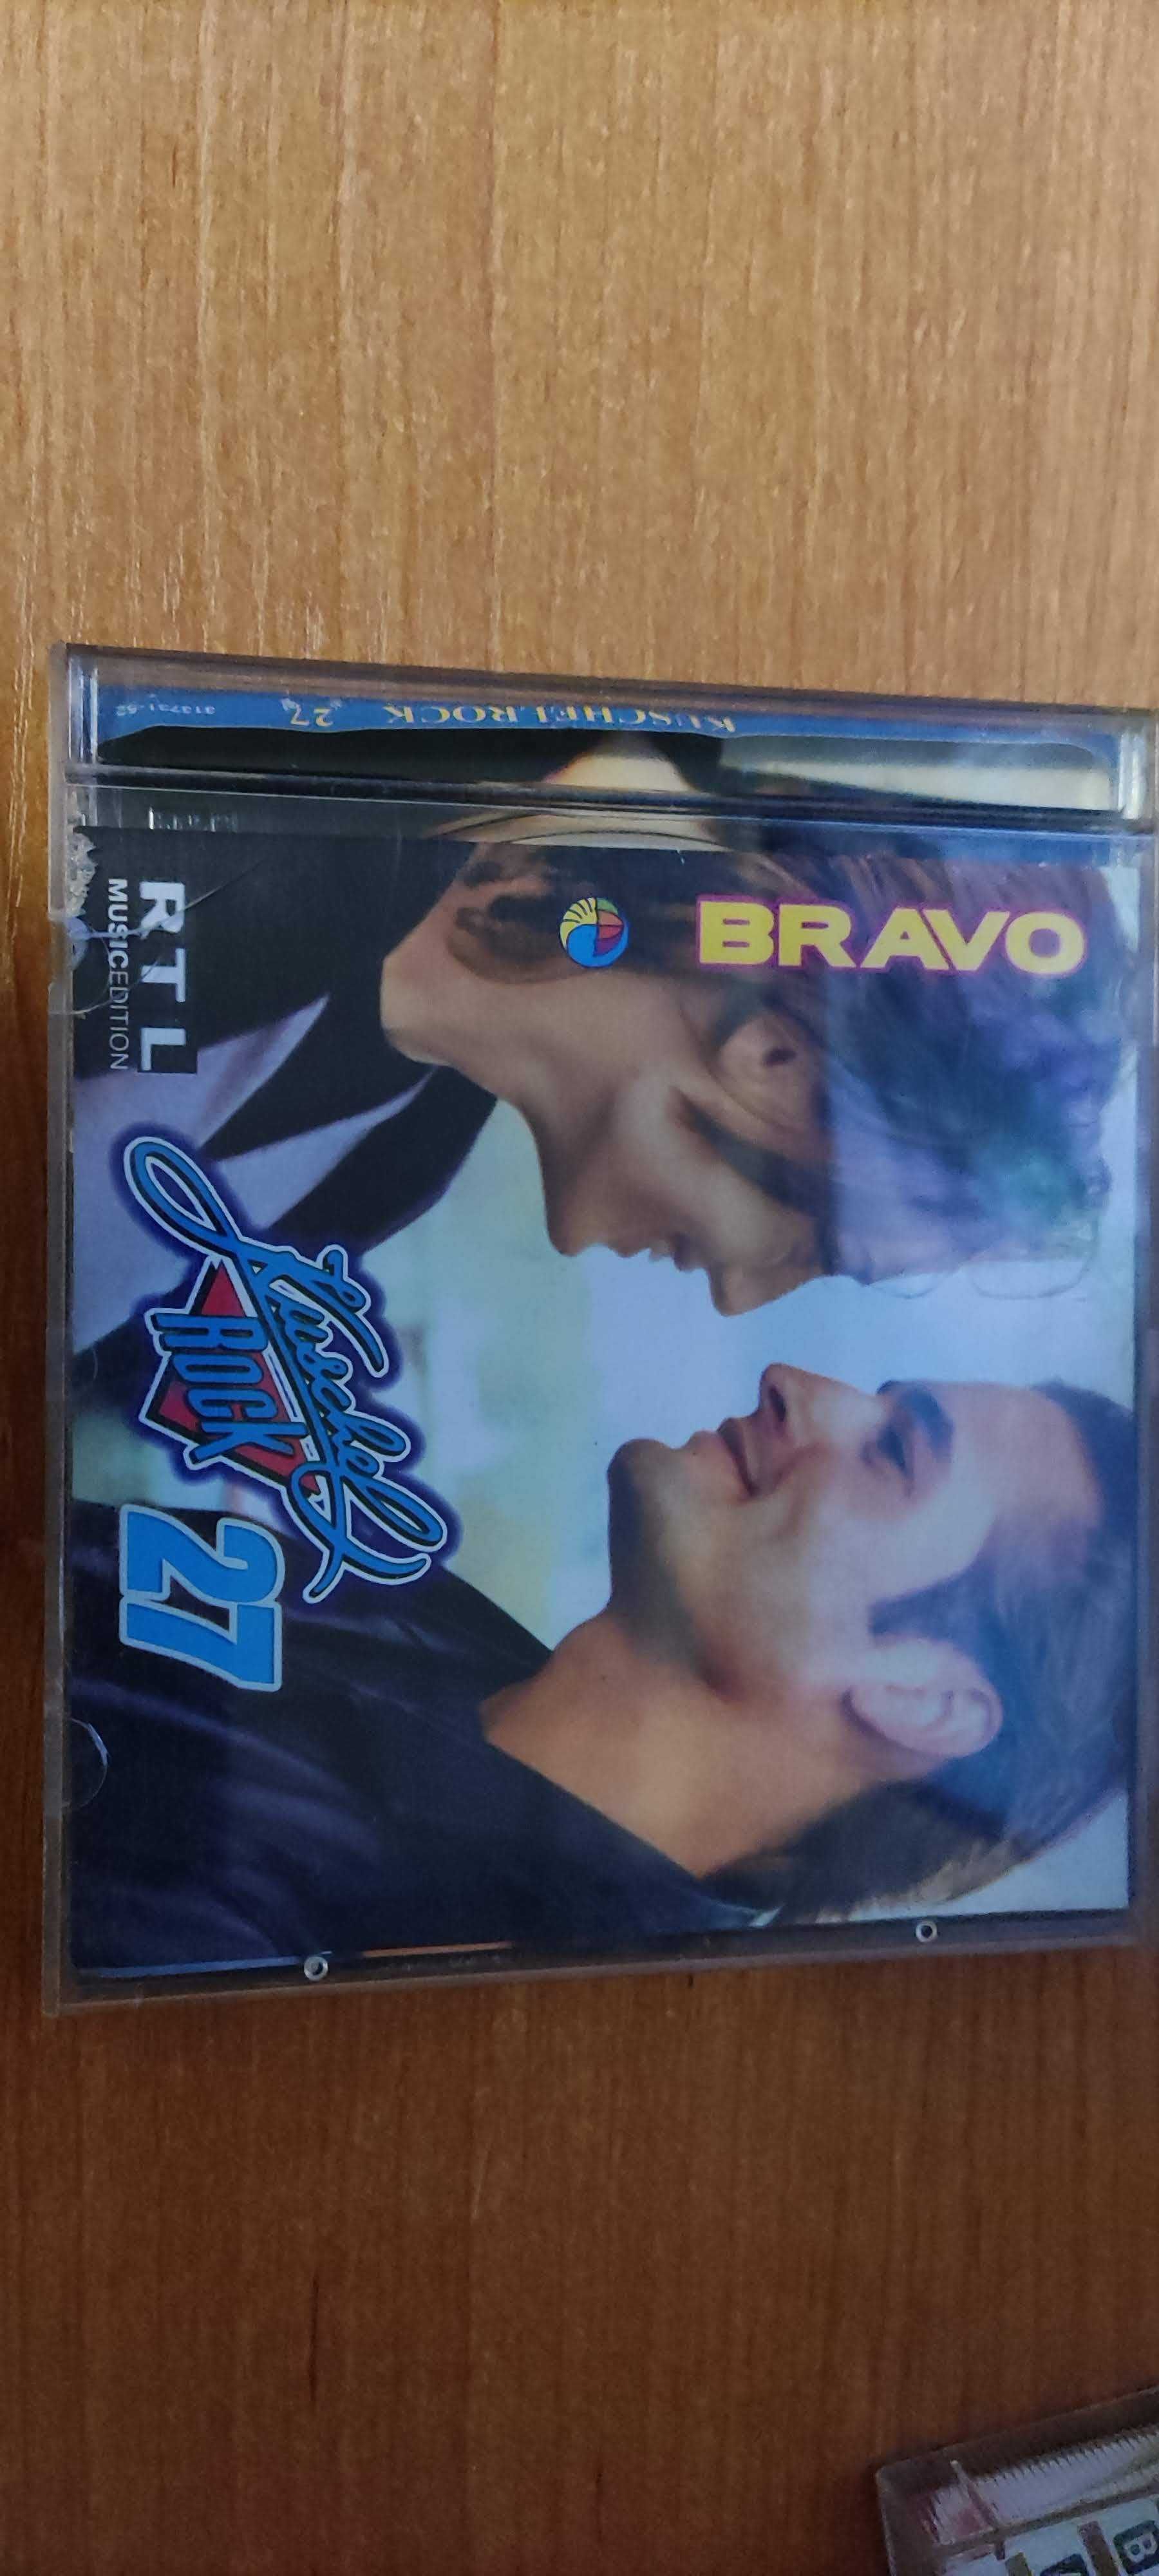 KUSCHELROCK "27"
BRAVO
RTL
MUSICEDITION
Kuschel
ROCK 27
B